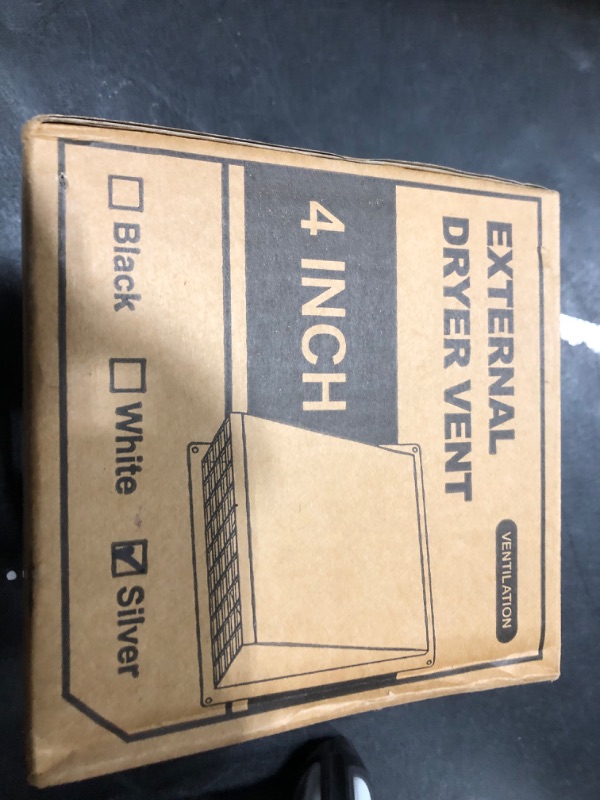 EXTERNAL
DRYER VENT
VENTILATION
4 INCH
Black
White
Silver